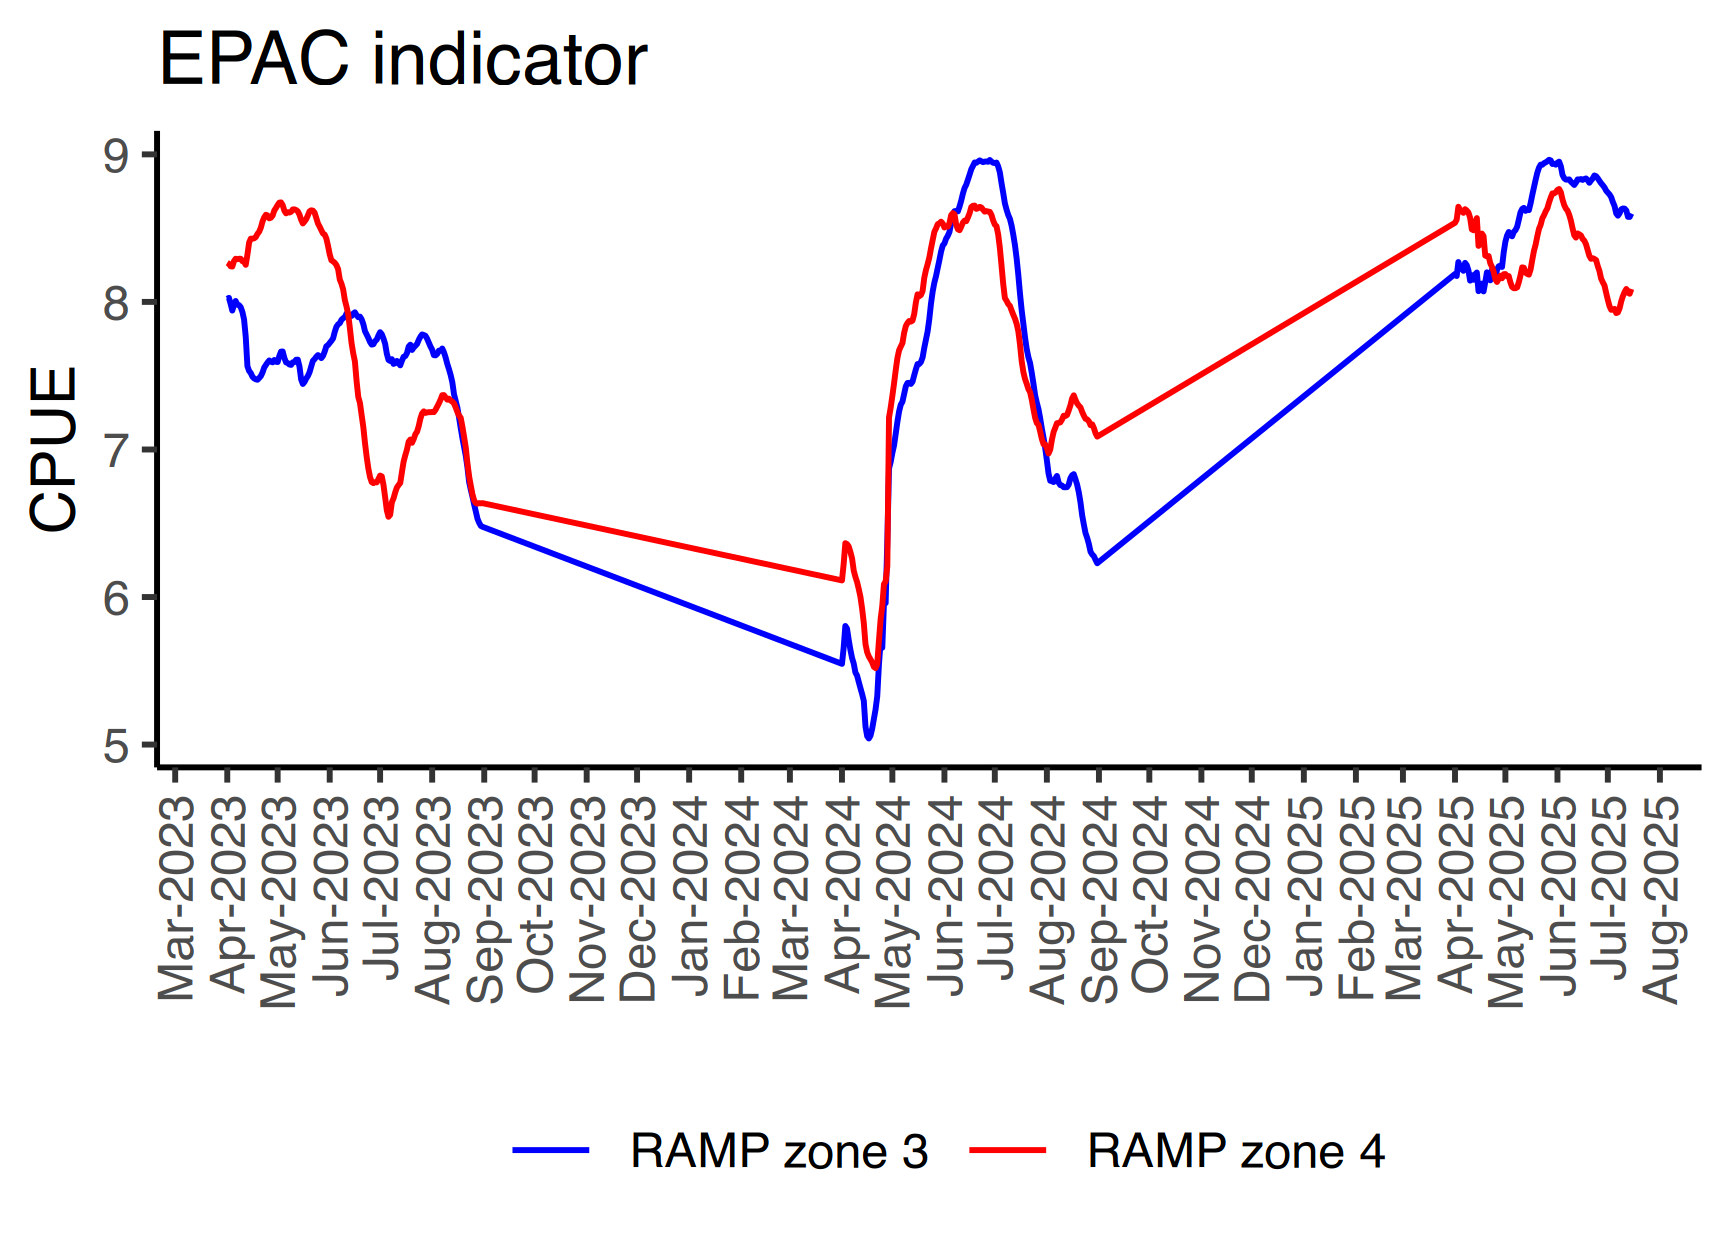 EPAC indicator
CPUE
9
8
7
6
5
Mar-2023
Apr-2023
May-2023
Jun-2023
Jul-2023
Aug-2023
Sep-2023
Oct-2023
Nov-2023
Dec-2023
Jan-2024
Feb-2024
Mar-2024
Apr-2024
May-2024
Jun-2024
Jul-2024
Aug-2024
Sep-2024
Oct-2024
Nov-2024
Dec-2024
Jan-2025
Feb-2025
Mar-2025
Apr-2025
May-2025
Jun-2025
Jul-2025
Aug-2025
RAMP zone 3 RAMP zone 4